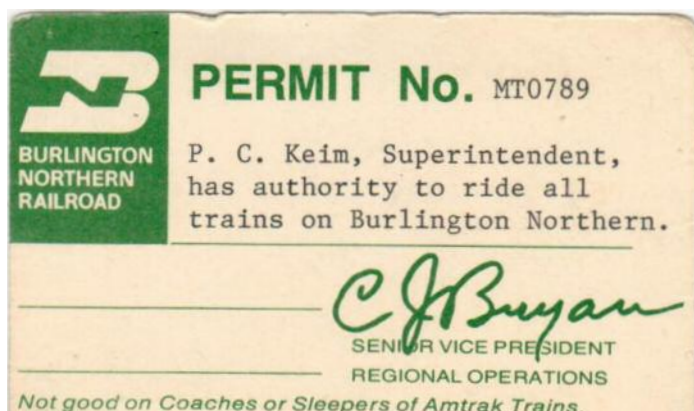 PERMIT No. MT0789
BURLINGTON
NORTHERN
RAILROAD
P. C. Keim, Superintendent,
has authority to ride all
trains on Burlington Northern.
C J Bryan
SENIOR VICE PRESIDENT
REGIONAL OPERATIONS
Not good on Coaches or Sleepers of Amtrak Trains